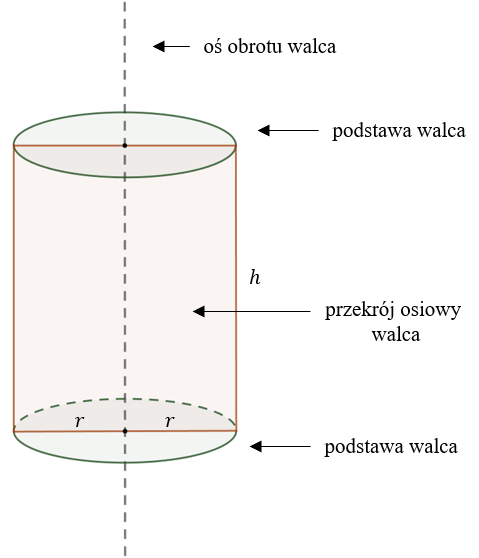 oś obrotu walca
podstawa walca
h
przekrój osiowy
walca
r r
podstawa walca